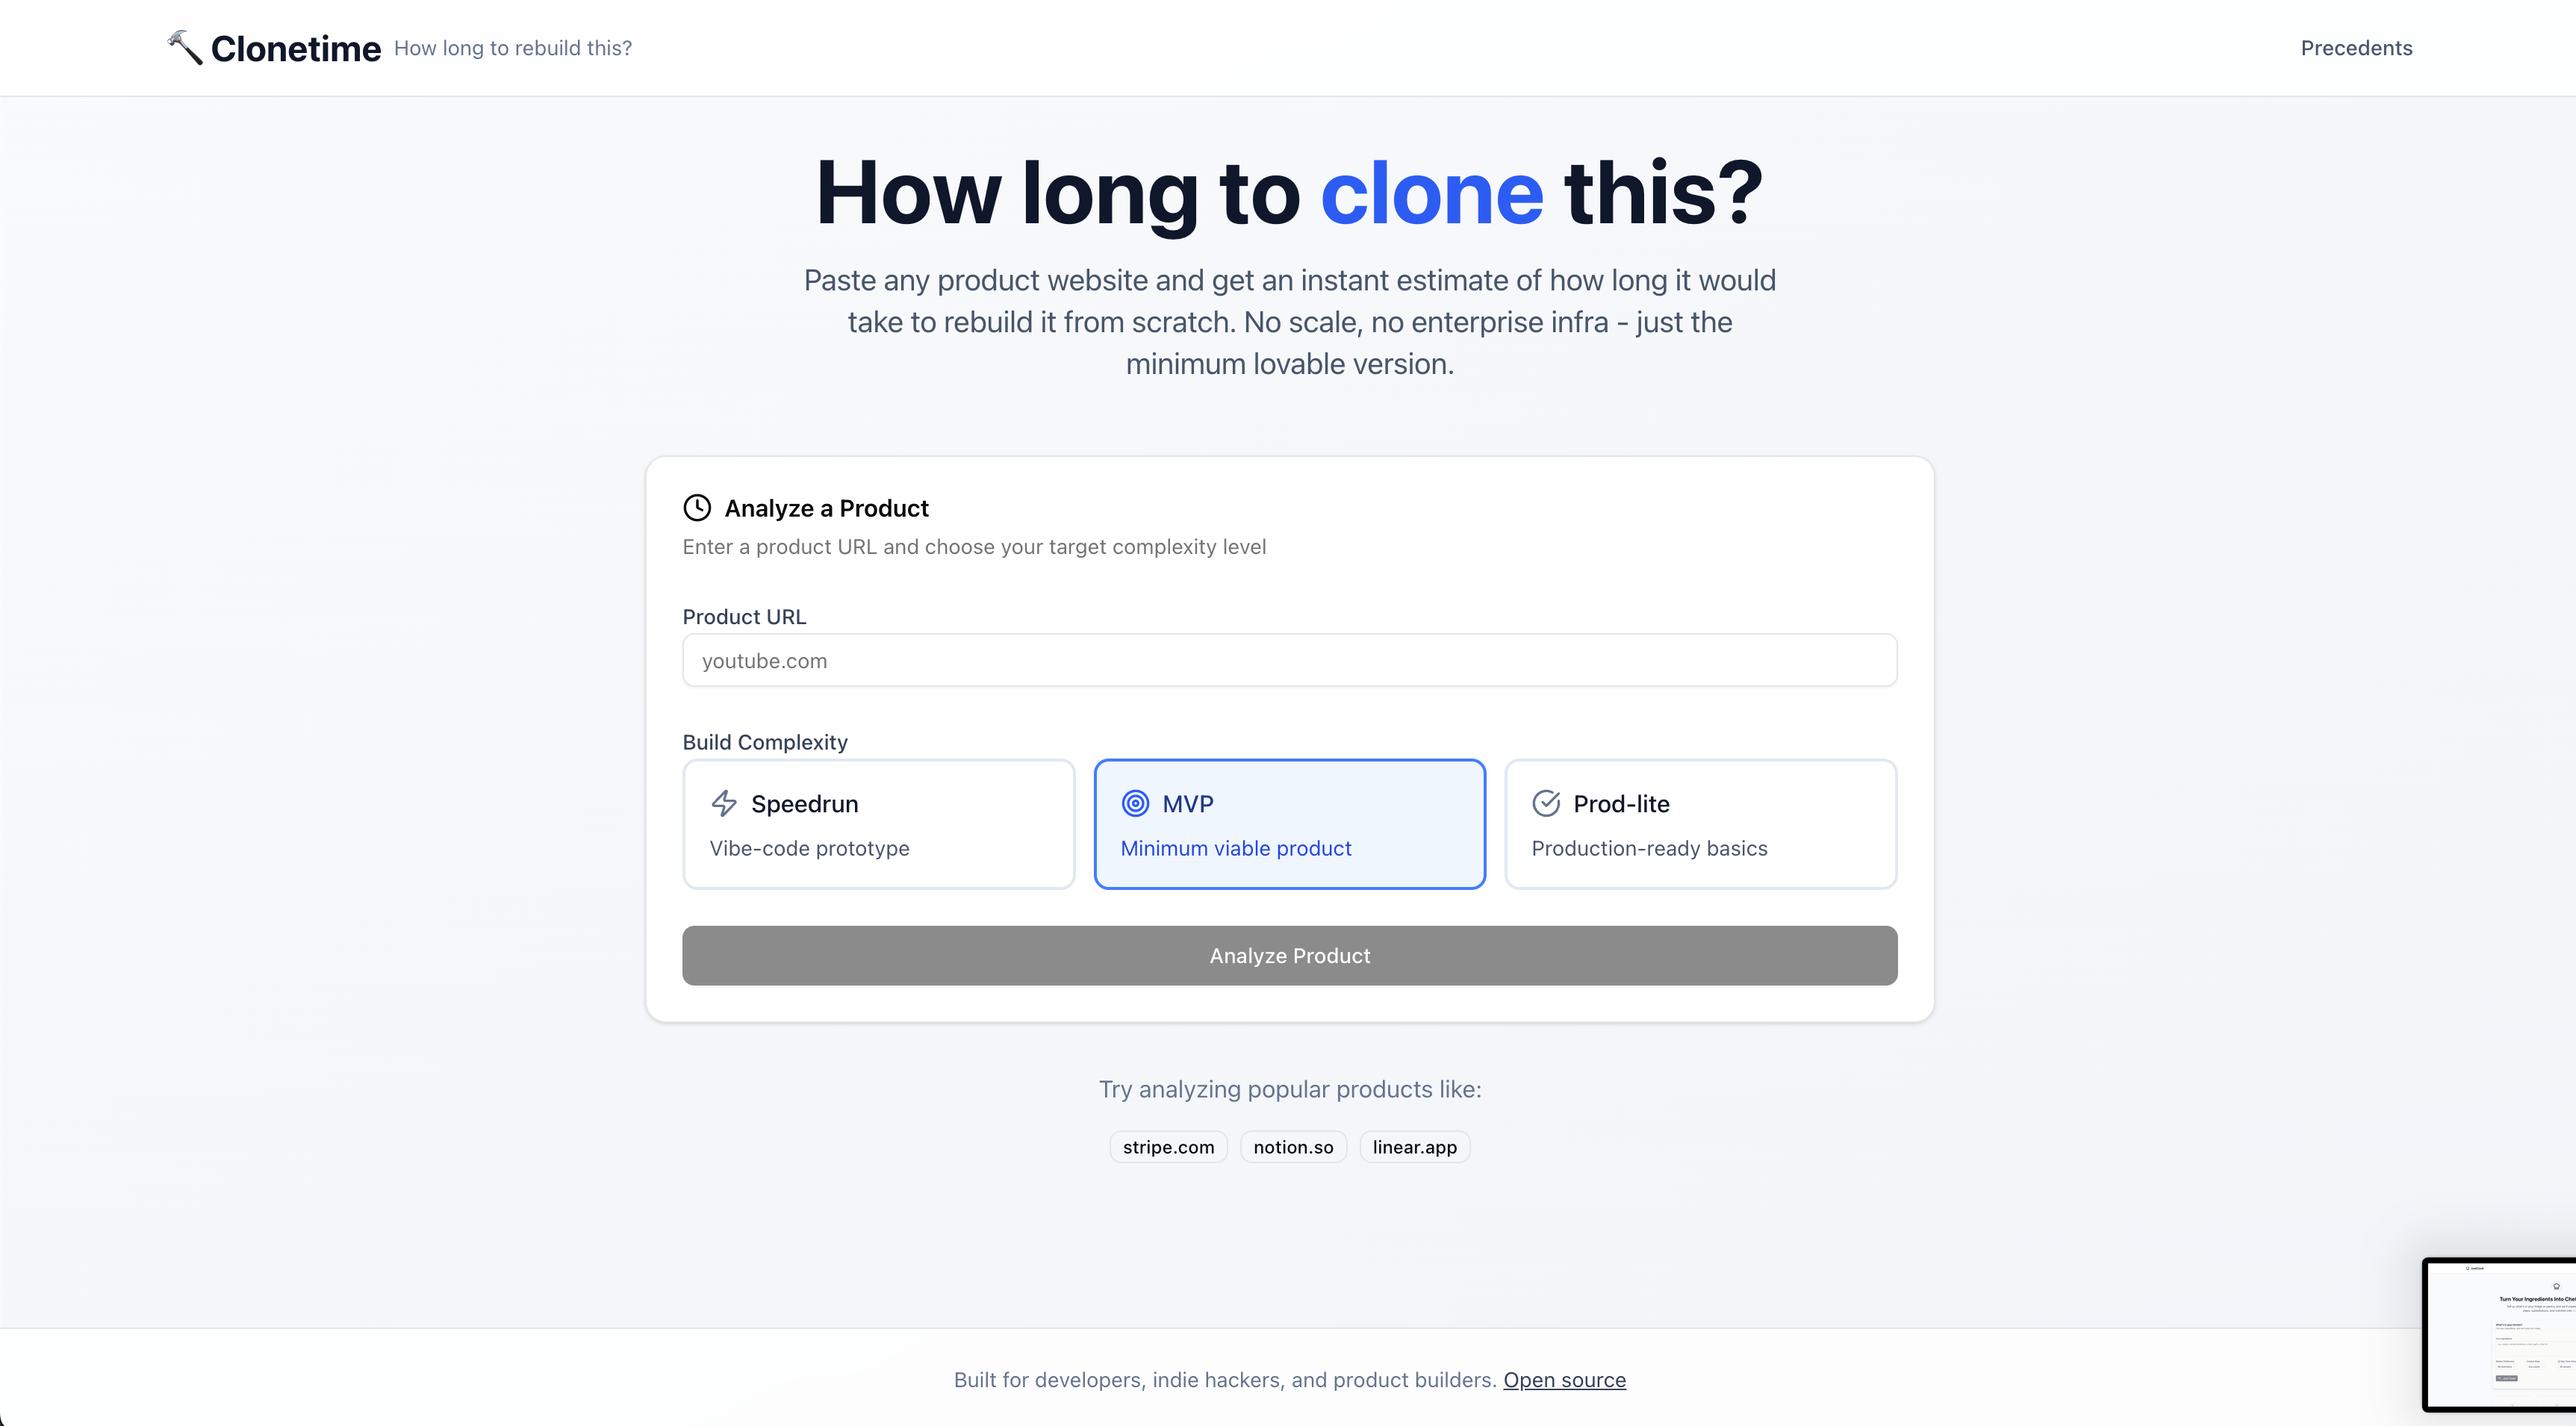 Clonetime How long to rebuild this?
Precedents
How long to clone this?
Paste any product website and get an instant estimate of how long it would
take to rebuild it from scratch. No scale, no enterprise infra - just the
minimum lovable version.
Analyze a Product
Enter a product URL and choose your target complexity level
Product URL
youtube.com
Build Complexity
Speedrun
Vibe-code prototype
MVP
Minimum viable product
Prod-lite
Production-ready basics
Analyze Product
Try analyzing popular products like:
stripe.com notion.so linear.app
Turn Your Ingredients Into
Built for developers, indie hackers, and product builders. Open source